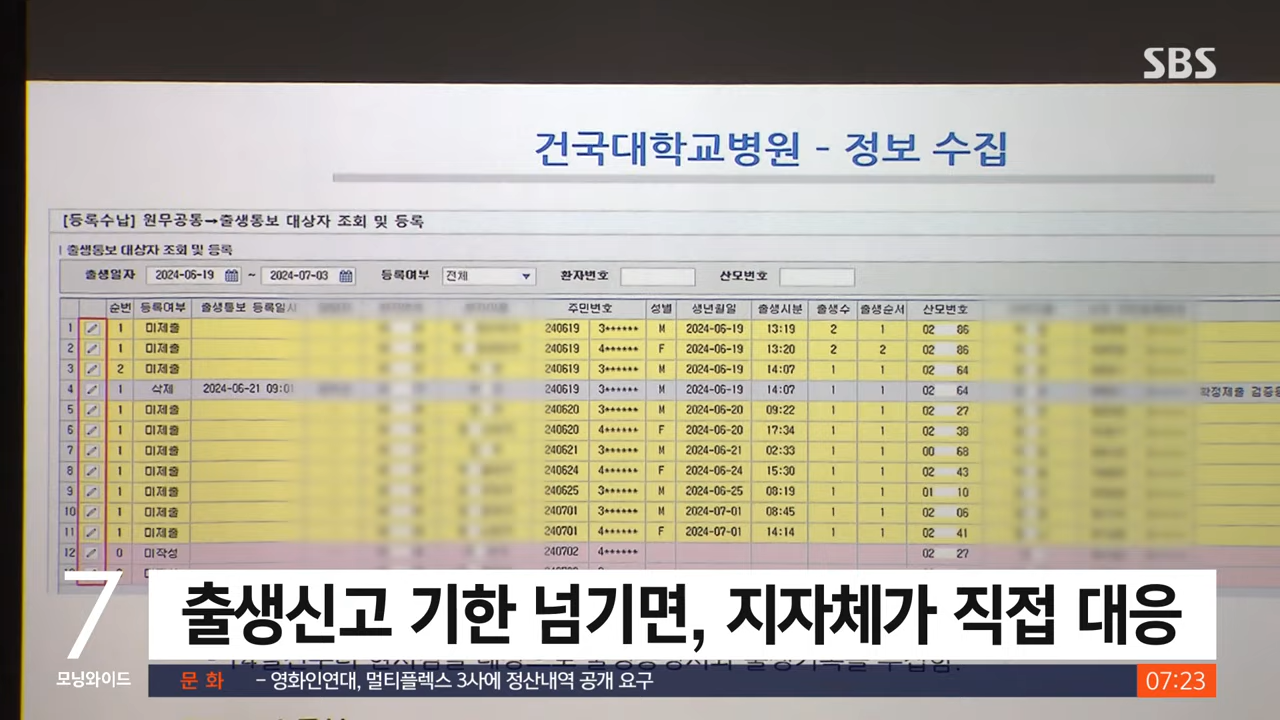 SBS
건국대학교병원 - 정보 수집
[등록수납] 원무공통→출생통보 대상자 조회 및 등록
출생통보 대상자 조회 및 등록
출생일자 2024-06-19 ~ 2024-07-03 등록여부 전체 환자번호 산모번호
순번 등록여부 출생통보 등록일시 주민번호 성별 생년월일 출생시분 출생수 출생순서 산모번호
1 1 미제출 240619 3****** M 2024-06-19 13:19 2 1 02 86
2 1 미제출 240619 4****** F 2024-06-19 13:20 2 2 02 86
3 2 미제출 240619 3****** M 2024-06-19 14:07 1 1 02 64
4 1 삭제 2024-06-21 09:01 240619 3****** M 2024-06-19 14:07 1 1 02 64 확정제출 검증
5 1 미제출 240620 3****** M 2024-06-20 09:22 1 1 02 27
6 1 미제출 240620 4****** F 2024-06-20 17:34 1 1 02 38
7 1 미제출 240621 3****** M 2024-06-21 02:33 1 1 00 68
8 1 미제출 240624 4****** F 2024-06-24 15:30 1 1 02 43
9 1 미제출 240625 3****** M 2024-06-25 08:19 1 1 01 10
10 1 미제출 240701 3****** M 2024-07-01 08:45 1 1 02 06
11 1 미제출 240701 4****** F 2024-07-01 14:14 1 1 02 41
12 0 미작성 240702 4****** 02 27
7 출생신고 기한 넘기면, 지자체가 직접 대응
모닝와이드 문화 – 영화인연대, 멀티플렉스 3사에 정산내역 공개 요구 07:23